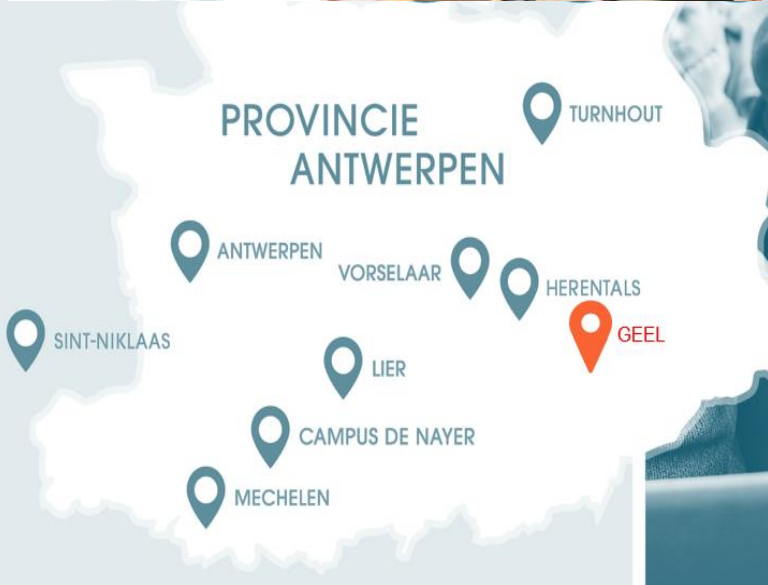 PROVINCIE
ANTWERPEN
TURNHOUT
ANTWERPEN
VORSELAAR
HERENTALS
GEEL
SINT-NIKLAAS
LIER
CAMPUS DE NAYER
MECHELEN